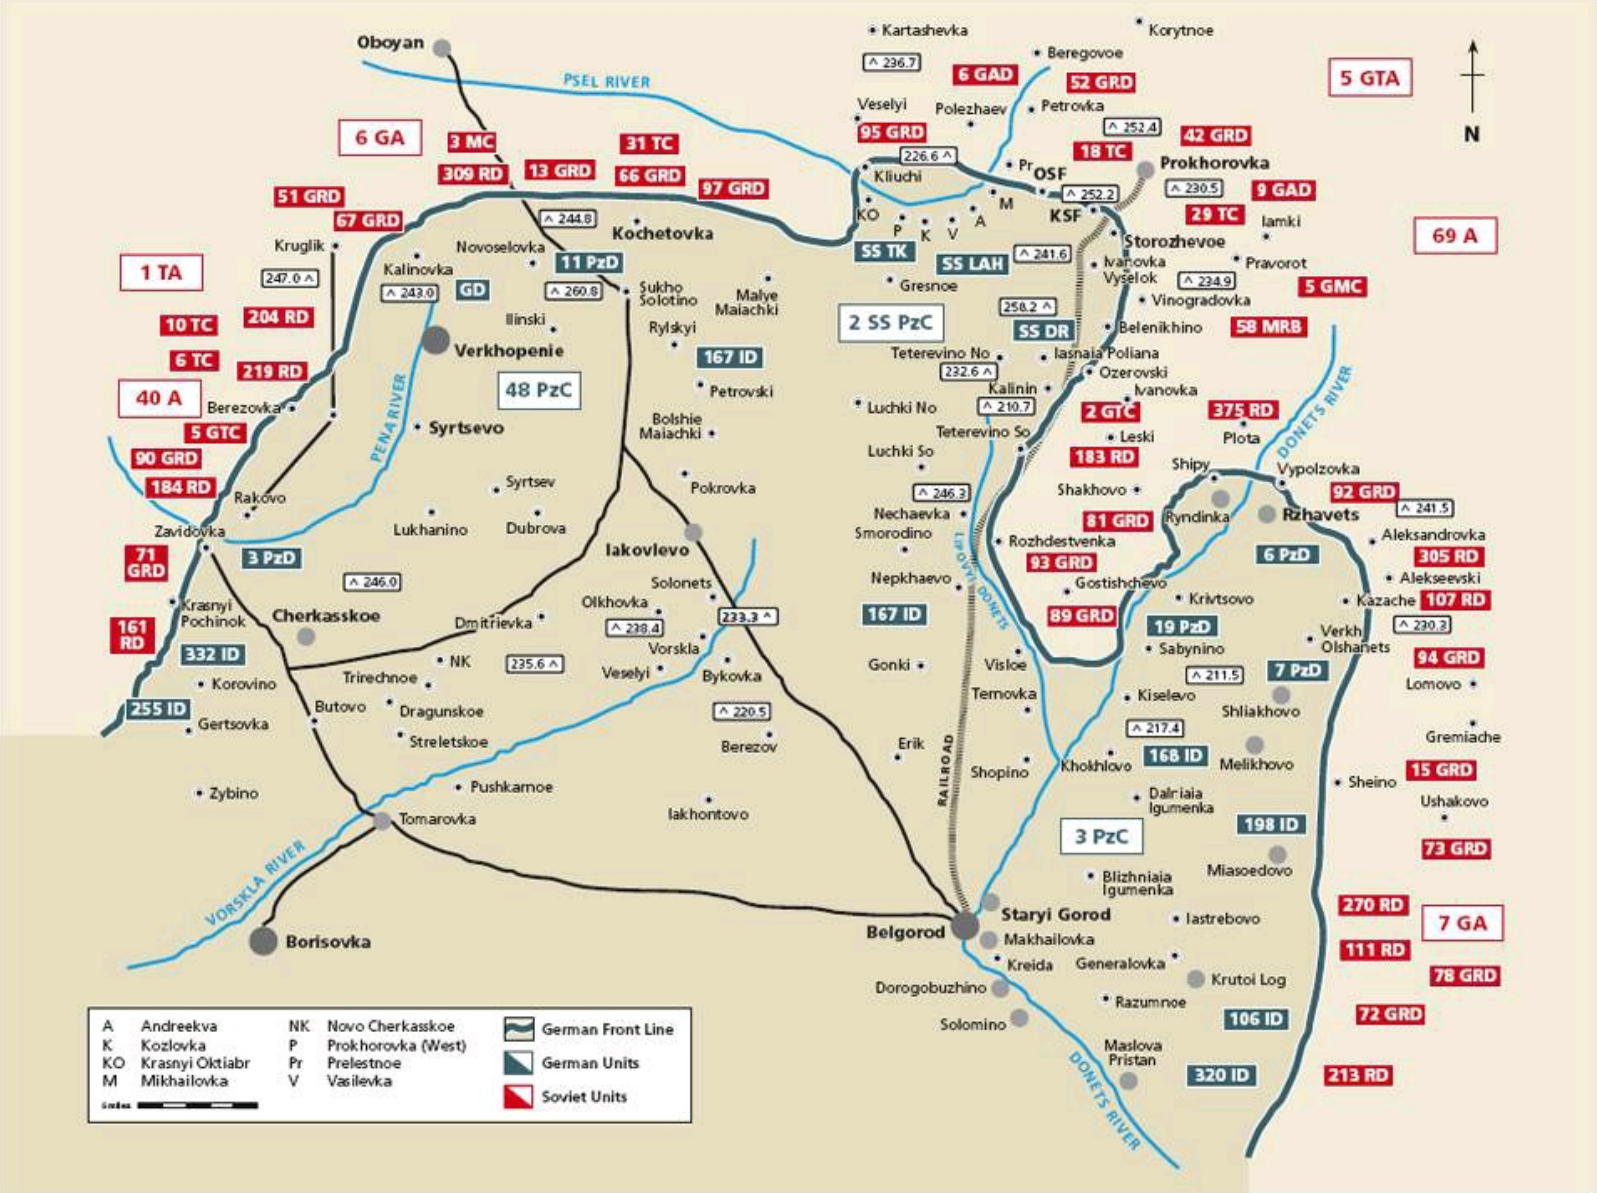 Kartashevka
Korytnoe
Oboyan
^ 236.7
Beregovoe
PSEL RIVER
6 GAD
52 GRD
5 GTA
Veselyi
Polezhaev
Petrovka
N
6 GA
3 MC
31 TC
95 GRD
^ 252.4
42 GRD
226.6 ^
18 TC
Prokhorovka
309 RD
13 GRD
66 GRD
Kliuchi
Pr
OSF
97 GRD
^ 252.2
^ 230.5
9 GAD
51 GRD
67 GRD
^ 244.8
KO
P
K
V
A
M
KSF
29 TC
Iamki
Kochetovka
69 A
Kruglik
Novoselovka
SS TK
SS LAH
^ 241.6
Storozhevoe
1 TA
Kalinovka
11 PzD
Ivanovka
Vyselok
Pravorot
247.0 ^
^ 243.0
GD
^ 260.8
Sukho
Solotino
Malye
Maiachki
Gresnoe
^ 234.9
5 GMC
204 RD
258.2 ^
Vinogradovka
10 TC
Ilinski
Rylskyi
2 SS PzC
SS DR
Belenikhino
58 MRB
6 TC
Verkhopenie
167 ID
Teterevino No
Iasnaia Poliana
219 RD
232.6 ^
Ozerovski
40 A
48 PzC
Petrovski
Kalinin
Ivanovka
Berezovka
PENA RIVER
Luchki No
^ 210.7
2 GTC
375 RD
DONETS RIVER
5 GTC
Syrtsevo
Bolshie
Maiachki
Teterevino So
Leski
Plota
90 GRD
Luchki So
183 RD
Shipy
Vypolzovka
184 RD
Rakovo
Syrtsev
Pokrovka
^ 246.3
Shakhovo
92 GRD
^ 241.5
Zavidovka
Lukhanino
Dubrova
Nechaevka
Smorodino
81 GRD
Ryndinka
Rzhavets
Aleksandrovka
Iakovlevo
LIPOVYI DONETS
Rozhdestvenka
71
GRD
3 PzD
93 GRD
6 PzD
305 RD
^ 246.0
Solonets
Nepkhaevo
Gostishchevo
Alekseevski
Krasnyi
Pochinok
Cherkasskoe
Olkhovka
233.3 ^
167 ID
89 GRD
Krivtsovo
Kazache
107 RD
161
RD
Dmitrievka
^ 238.4
19 PzD
^ 230.3
332 ID
NK
235.6 ^
Vorskla
Sabynino
Verkh
Olshanets
94 GRD
Korovino
Trirechnoe
Veselyi
Bykovka
Gonki
Visloe
^ 211.5
7 PzD
Lomovo
255 ID
Butovo
Dragunskoe
^ 220.5
Ternovka
Kiselevo
Shliakhovo
Gertsovka
Streletskoe
Berezov
Erik
^ 217.4
Gremiache
Zybino
Pushkarnoe
Iakhontovo
RAILROAD
Shopino
Khokhlovo
168 ID
Melikhovo
15 GRD
Sheino
Tomarovka
Dalniaia
Igumenka
Ushakovo
3 PzC
198 ID
73 GRD
VORSKLA RIVER
Blizhniaia
Igumenka
Miasoedovo
Borisovka
Belgorod
Staryi Gorod
Iastrebovo
270 RD
7 GA
Makhailovka
111 RD
Kreida
Generalovka
78 GRD
Dorogobuzhino
Krutoi Log
Solomino
Razumnoe
106 ID
72 GRD
Maslova
Pristan
DONETS RIVER
320 ID
213 RD
A Andreekva
K Kozlovka
KO Krasnyi Oktiabr
M Mikhailovka
NK Novo Cherkasskoe
P Prokhorovka (West)
Pr Prelestnoe
V Vasilevka
German Front Line
German Units
Soviet Units